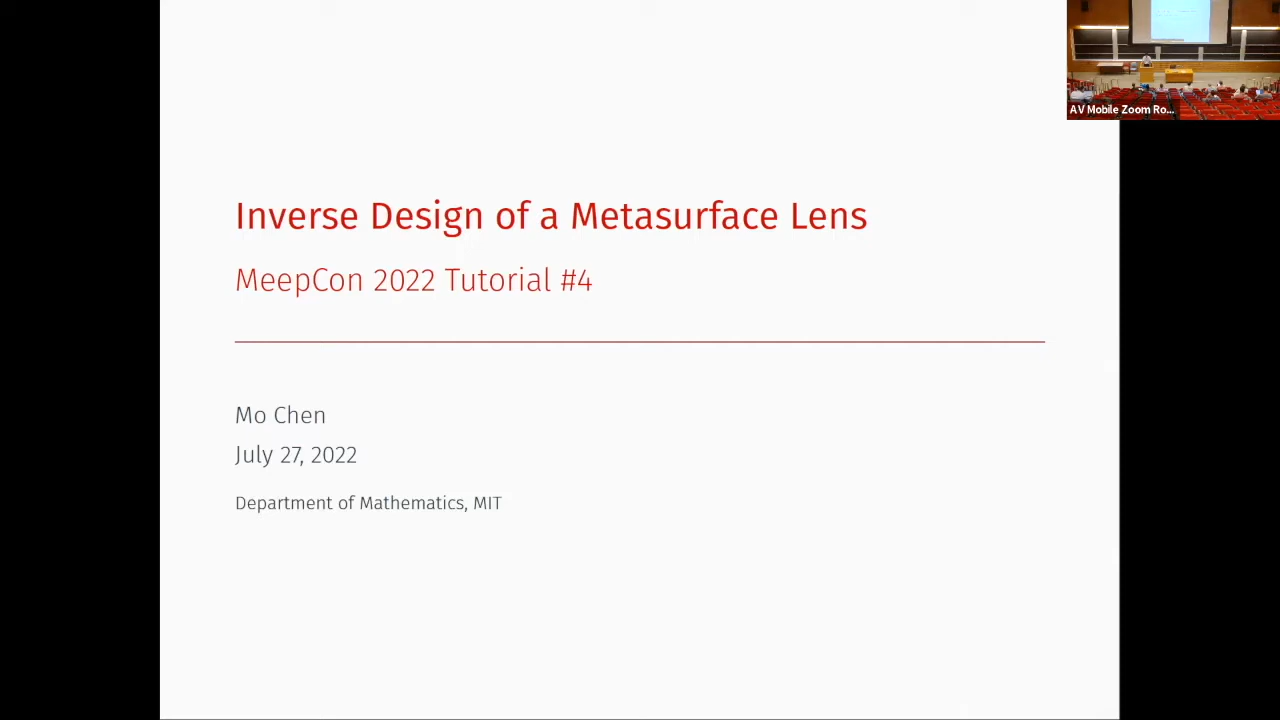 Inverse Design of a Metasurface Lens
MeepCon 2022 Tutorial #4
Mo Chen
July 27, 2022
Department of Mathematics, MIT
AV Mobile Zoom Ro...